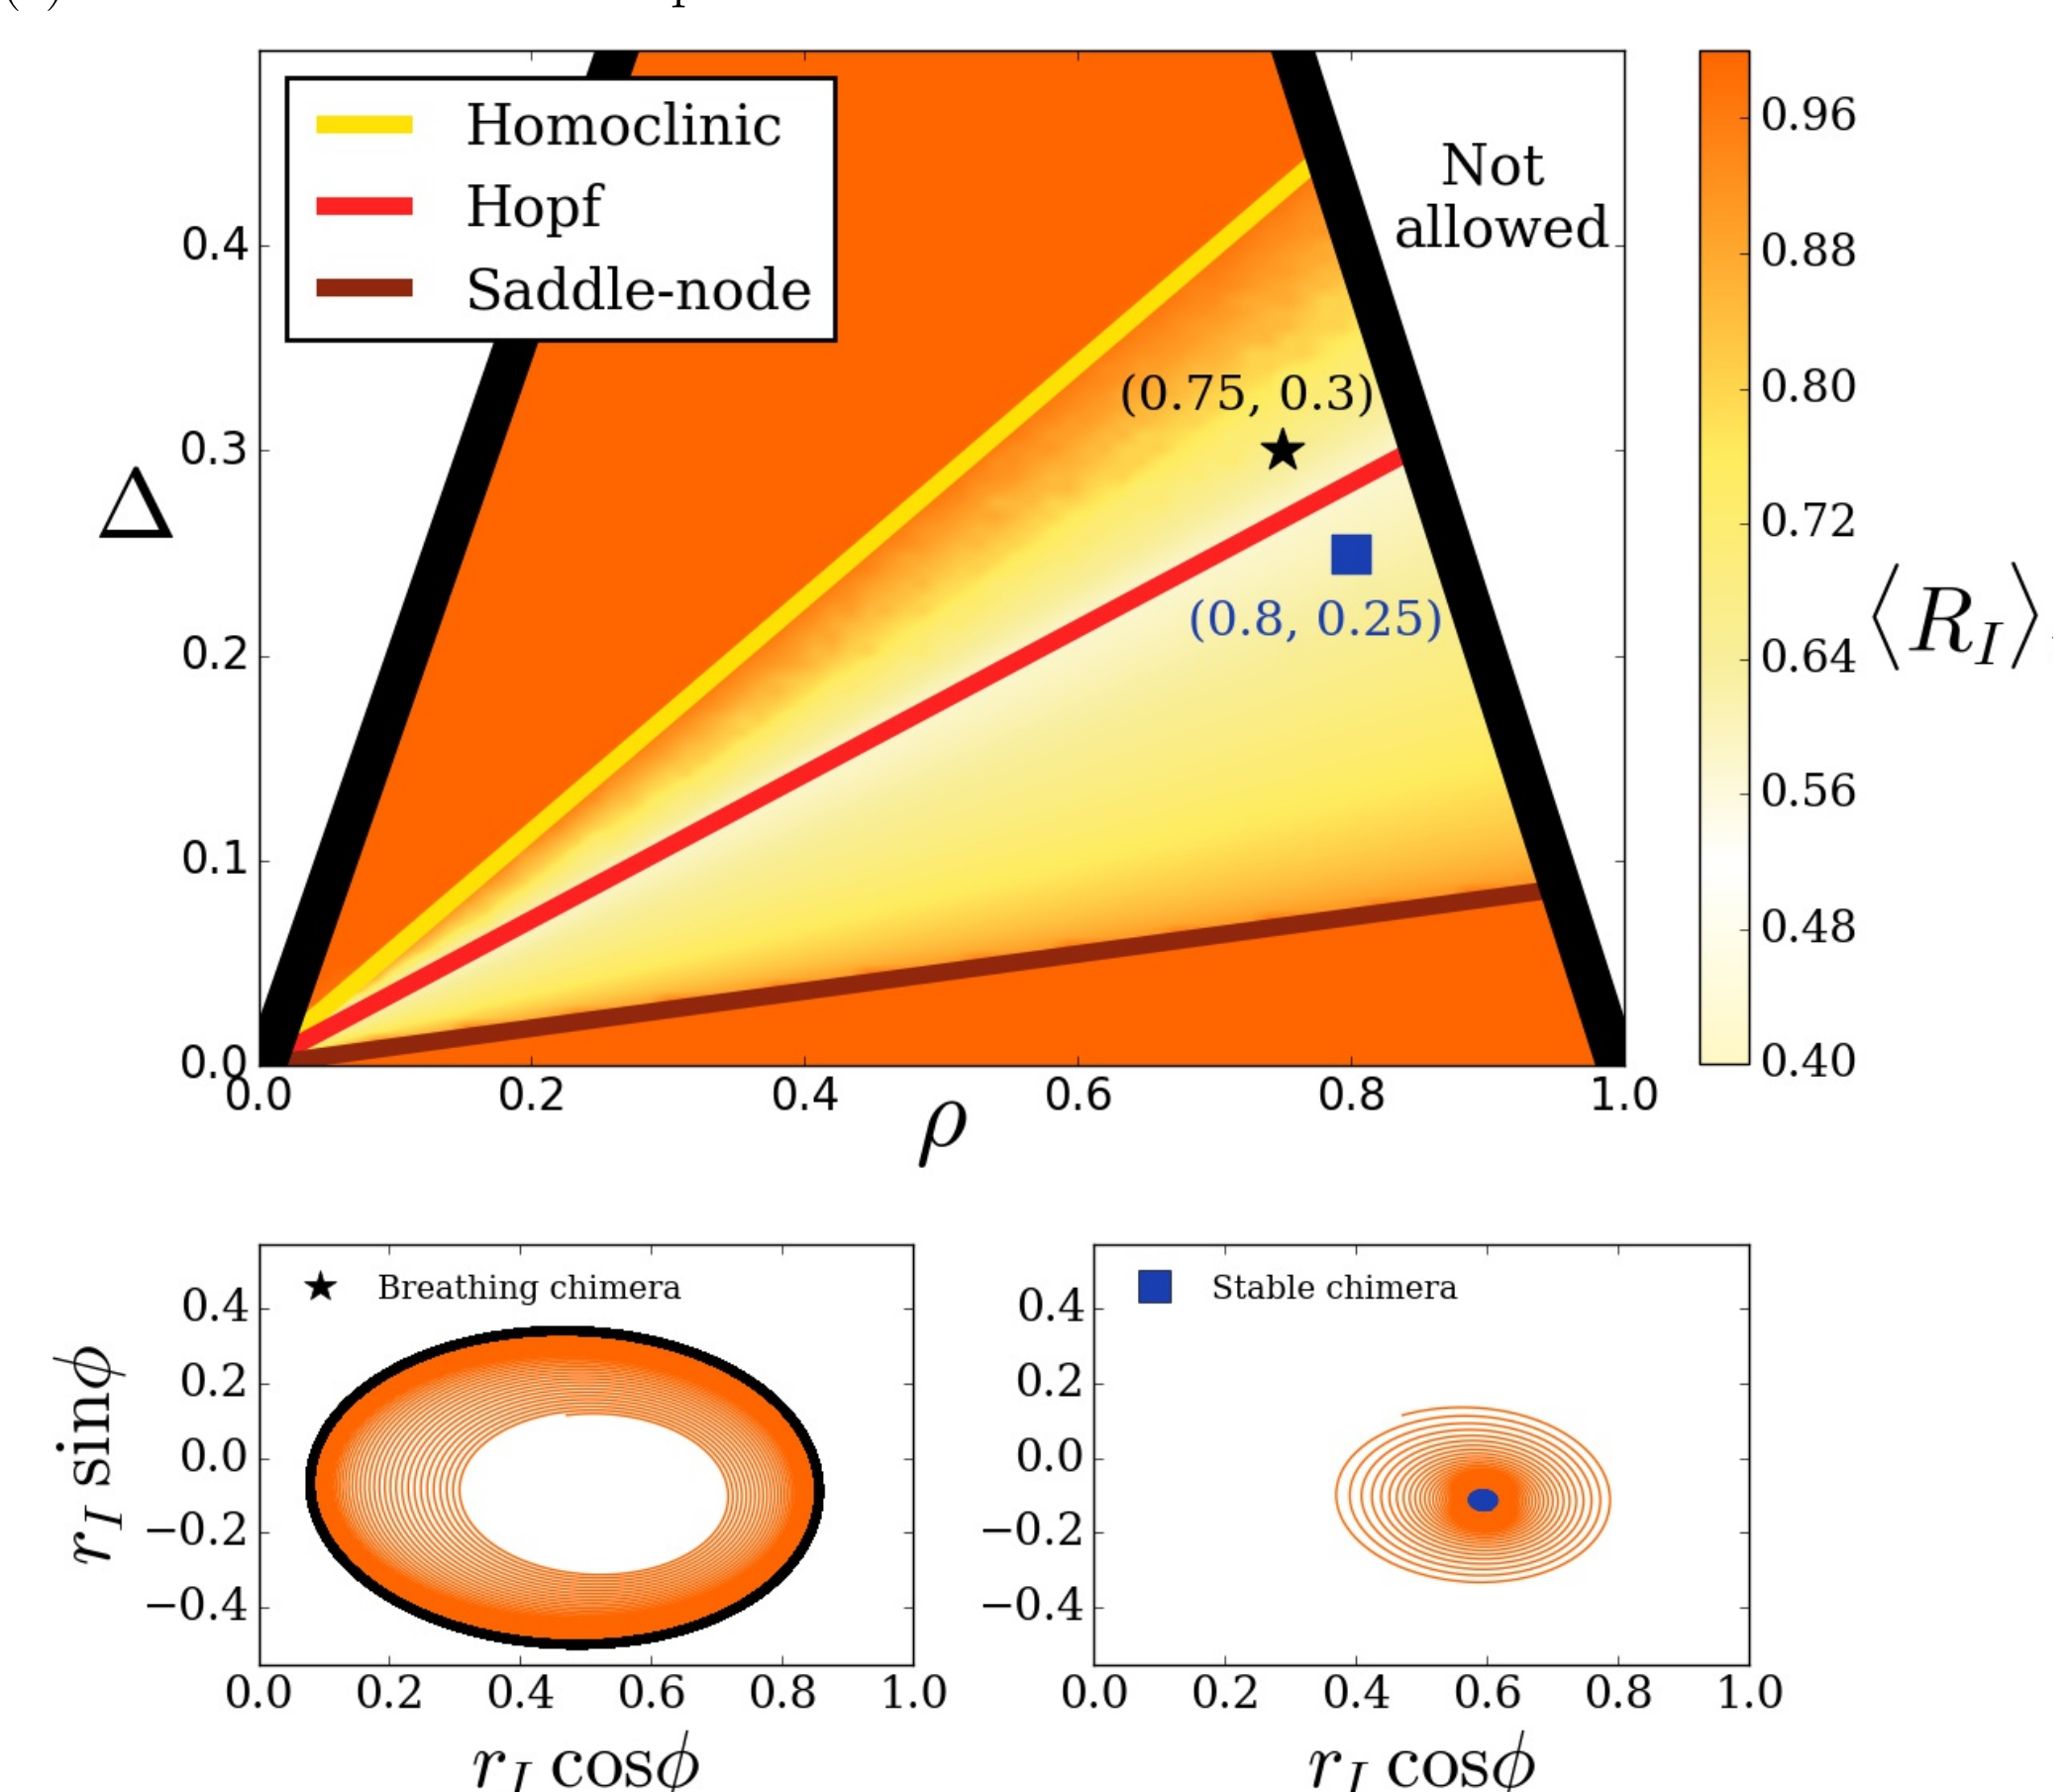 Homoclinic
Hopf
Saddle-node
Not
allowed
(0.75, 0.3)
(0.8, 0.25)
Δ
0.4
0.3
0.2
0.1
0.0
0.0 0.2 0.4 0.6 0.8 1.0
ρ
0.96
0.88
0.80
0.72
0.64
0.56
0.48
0.40
⟨R_I⟩
Breathing chimera
r_I sinϕ
0.4
0.2
0.0
−0.2
−0.4
0.0 0.2 0.4 0.6 0.8 1.0
r_I cosϕ
Stable chimera
0.4
0.2
0.0
−0.2
−0.4
0.0 0.2 0.4 0.6 0.8 1.0
r_I cosϕ